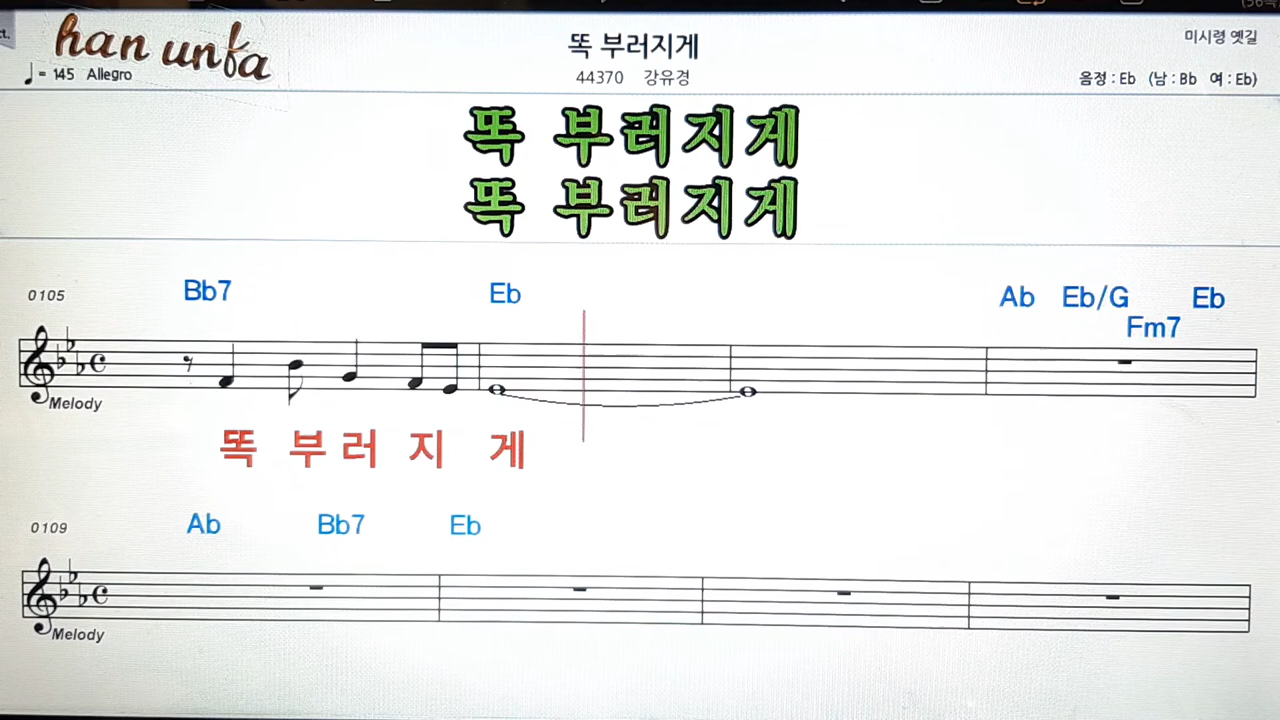 han unfa
똑 부러지게
미시령 옛길
♩= 145 Allegro
44370 강유경
음정 : Eb (남 : Bb 여 : Eb)
똑 부러지게
똑 부러지게
0105
Bb7 Eb Ab Eb/G Fm7 Eb
Melody
똑 부 러 지 게
0109
Ab Bb7 Eb
Melody